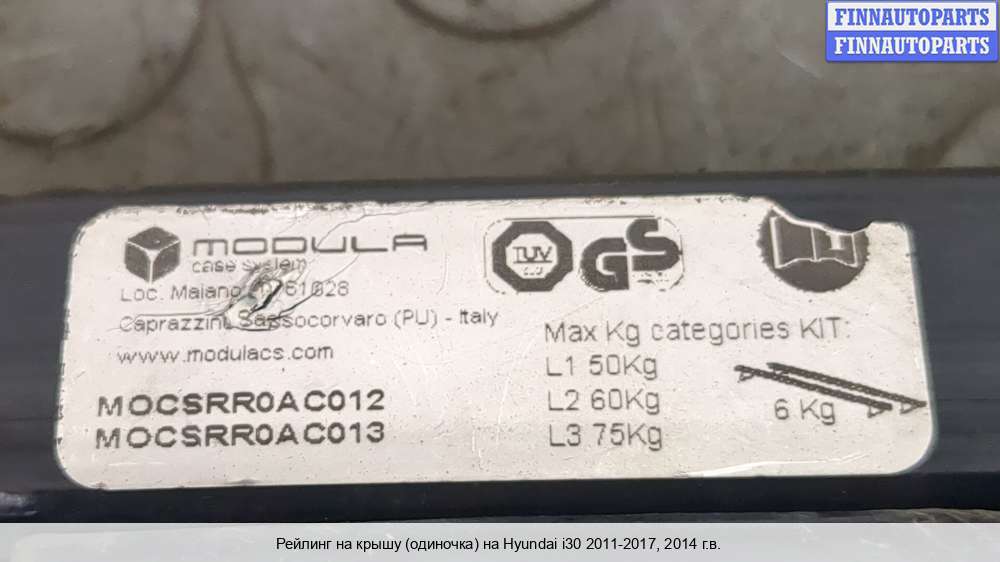 FINNAUTOPARTS
FINNAUTOPARTS
MODULA
case system
Loc. Maiano 61028
Caprazzino Sassocorvaro (PU) - Italy
www.modulacs.com
MOCSRR0AC012
MOCSRR0AC013
TUV
GS
Max Kg categories KIT:
L1 50Kg
L2 60Kg
L3 75Kg
6 Kg
Рейлинг на крышу (одиночка) на Hyundai i30 2011-2017, 2014 г.в.